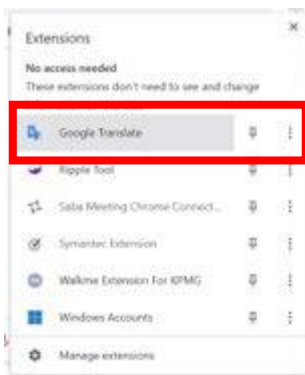 Extensions
No access needed
These extensions don't need to see and change
Google Translate
Ripple Tool
Saba Meeting Chrome Connect...
Symantec Extension
Walkme Extension For KPMG
Windows Accounts
Manage extensions